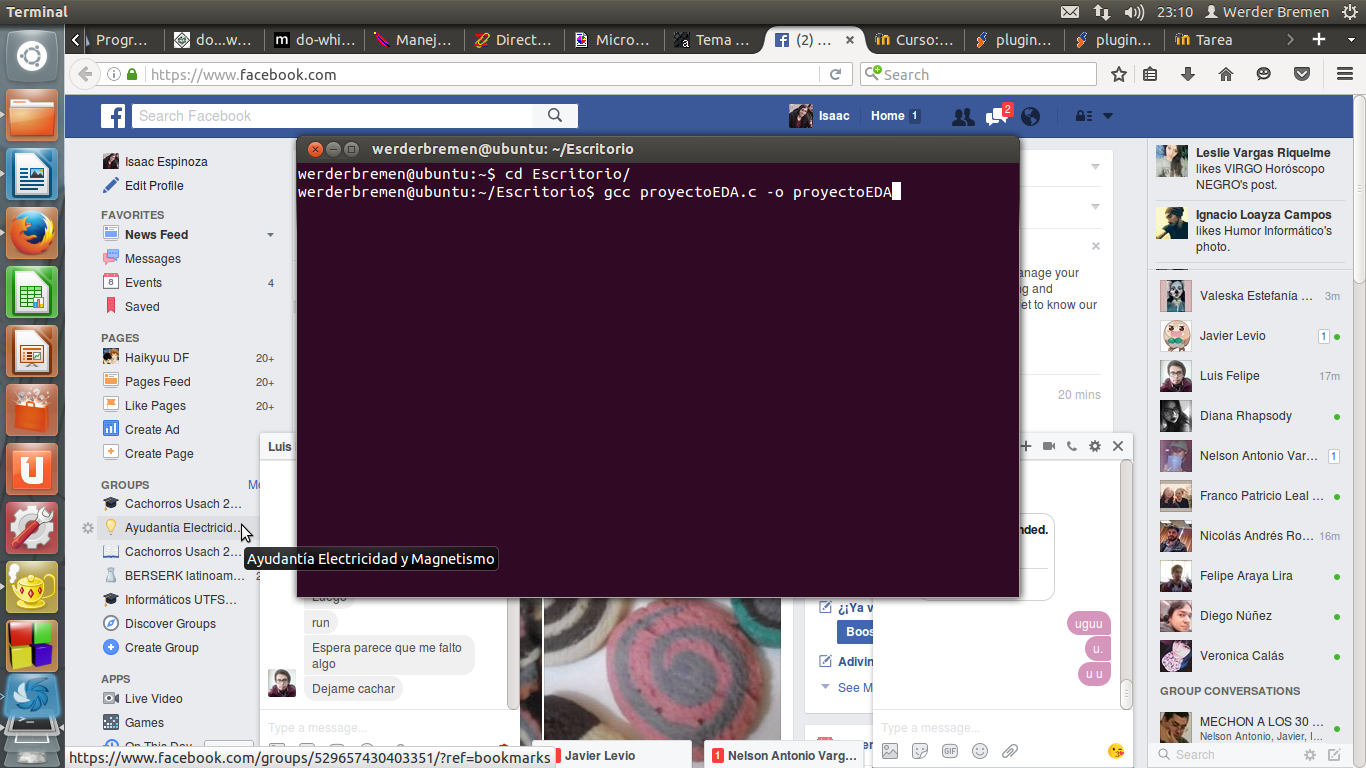 Terminal
23:10
Werder Bremen
Progr...
do...w...
do-whi...
Manej...
Direct...
Micro...
Tema ...
(2) ...
Curso:...
plugin...
plugin...
Tarea
https://www.facebook.com
Search
Search Facebook
Isaac
Home 1
2
Isaac Espinoza
Edit Profile
FAVORITES
News Feed
Messages
Events 4
Saved
PAGES
Haikyuu DF 20+
Pages Feed 20+
Like Pages 20+
Create Ad
Create Page
GROUPS
Cachorros Usach 2...
Ayudantía Electricid...
Cachorros Usach 2...
BERSERK latinoam...
Informáticos UTFS...
Discover Groups
Create Group
APPS
Live Video
Games
On This Day
Ayudantía Electricidad y Magnetismo
https://www.facebook.com/groups/529657430403351/?ref=bookmarks
werderbremen@ubuntu: ~/Escritorio
werderbremen@ubuntu:~$ cd Escritorio/
werderbremen@ubuntu:~/Escritorio$ gcc proyectoEDA.c -o proyectoEDA
anage your
g and
et to know our
20 mins
Luis
Luego
run
Espera parece que me falto
algo
Dejame cachar
Type a message...
¿¡Ya v
Boos
Adivin
See M
nded.
uguu
u.
u u
Type a message...
GIF
Javier Levio
1 Nelson Antonio Varg...
Leslie Vargas Riquelme
likes VIRGO Horóscopo
NEGRO's post.
Ignacio Loayza Campos
likes Humor Informático's
photo.
Valeska Estefanía ... 3m
Javier Levio 1
Luis Felipe 17m
Diana Rhapsody
Nelson Antonio Var... 1
Franco Patricio Leal ...
Nicolás Andrés Ro... 16m
Felipe Araya Lira
Diego Núñez
Veronica Calás
GROUP CONVERSATIONS
MECHON A LOS 30 ...
Nelson Antonio, Javier, I...
Search